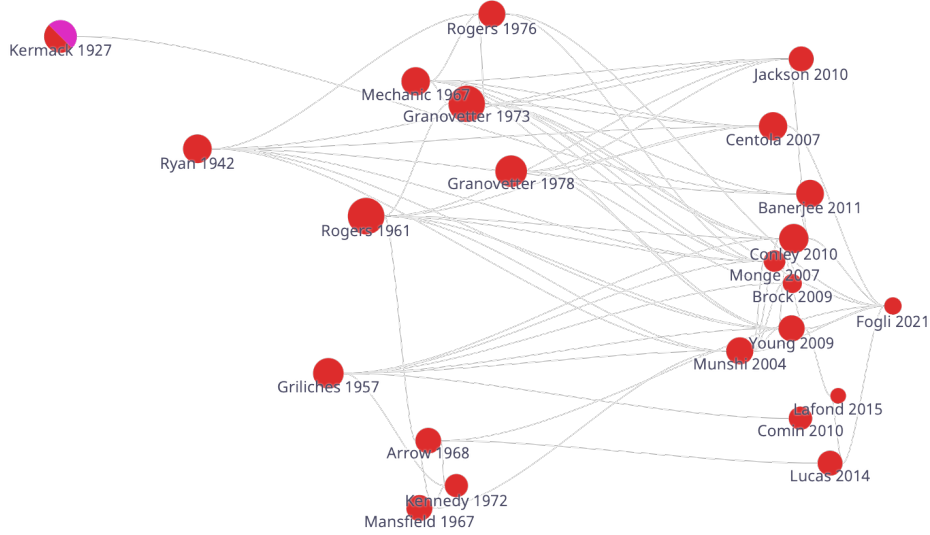 Rogers 1976
Kermack 1927
Jackson 2010
Mechanic 1967
Granovetter 1973
Centola 2007
Ryan 1942
Granovetter 1978
Banerjee 2011
Rogers 1961
Conley 2010
Monge 2007
Brock 2009
Fogli 2021
Young 2009
Munshi 2004
Griliches 1957
Lafond 2015
Comin 2010
Arrow 1968
Lucas 2014
Kennedy 1972
Mansfield 1967